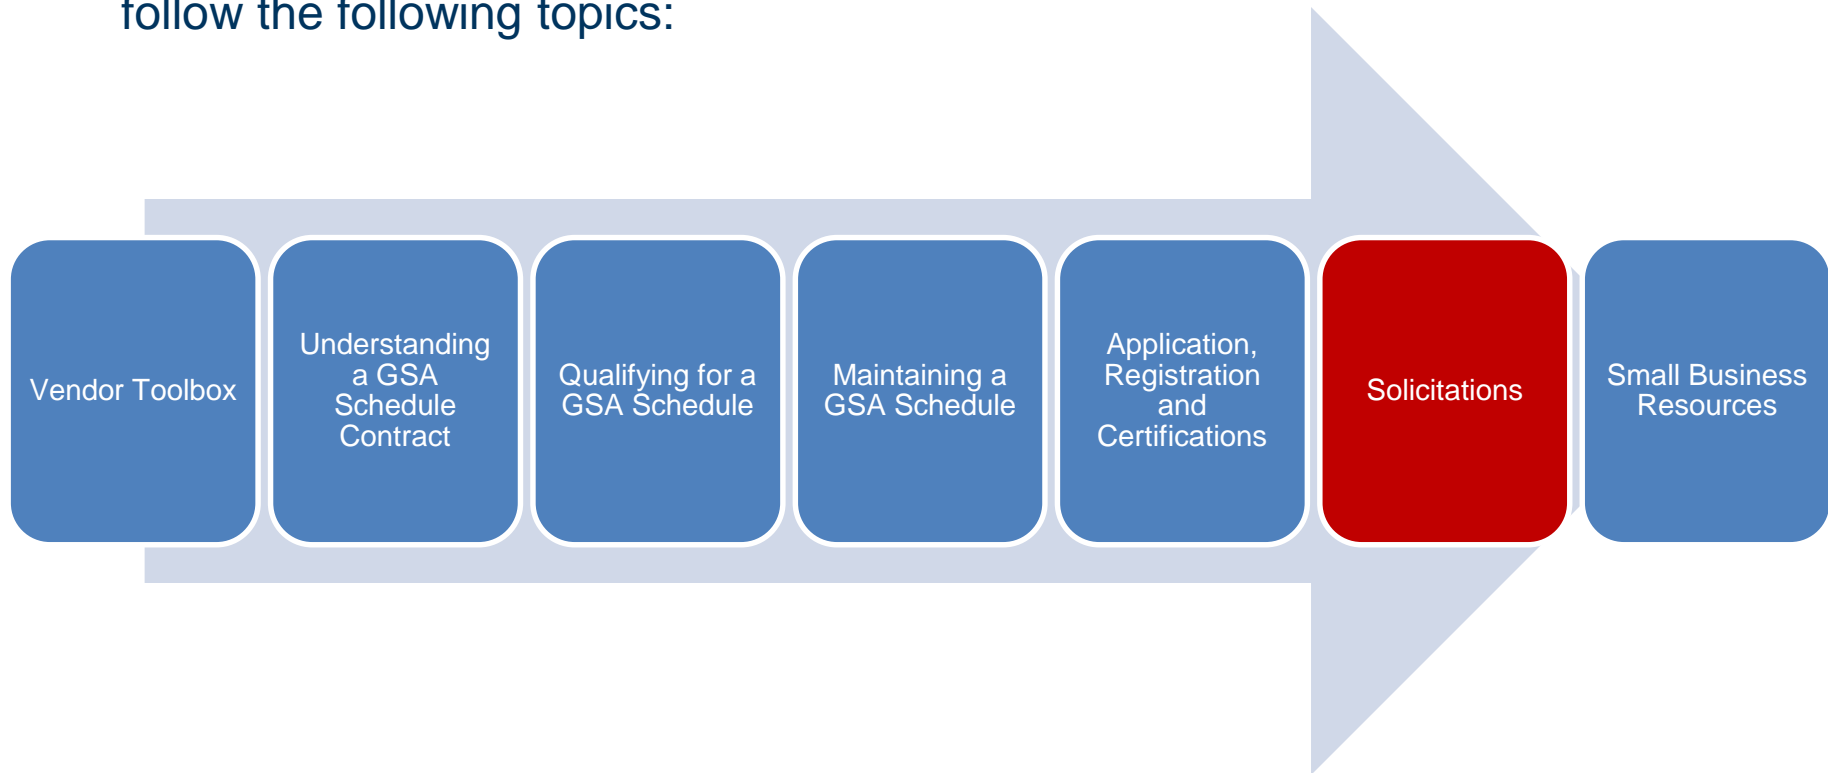 follow the following topics:
Vendor Toolbox
Understanding
a GSA
Schedule
Contract
Qualifying for a
GSA Schedule
Maintaining a
GSA Schedule
Application,
Registration
and
Certifications
Solicitations
Small Business
Resources